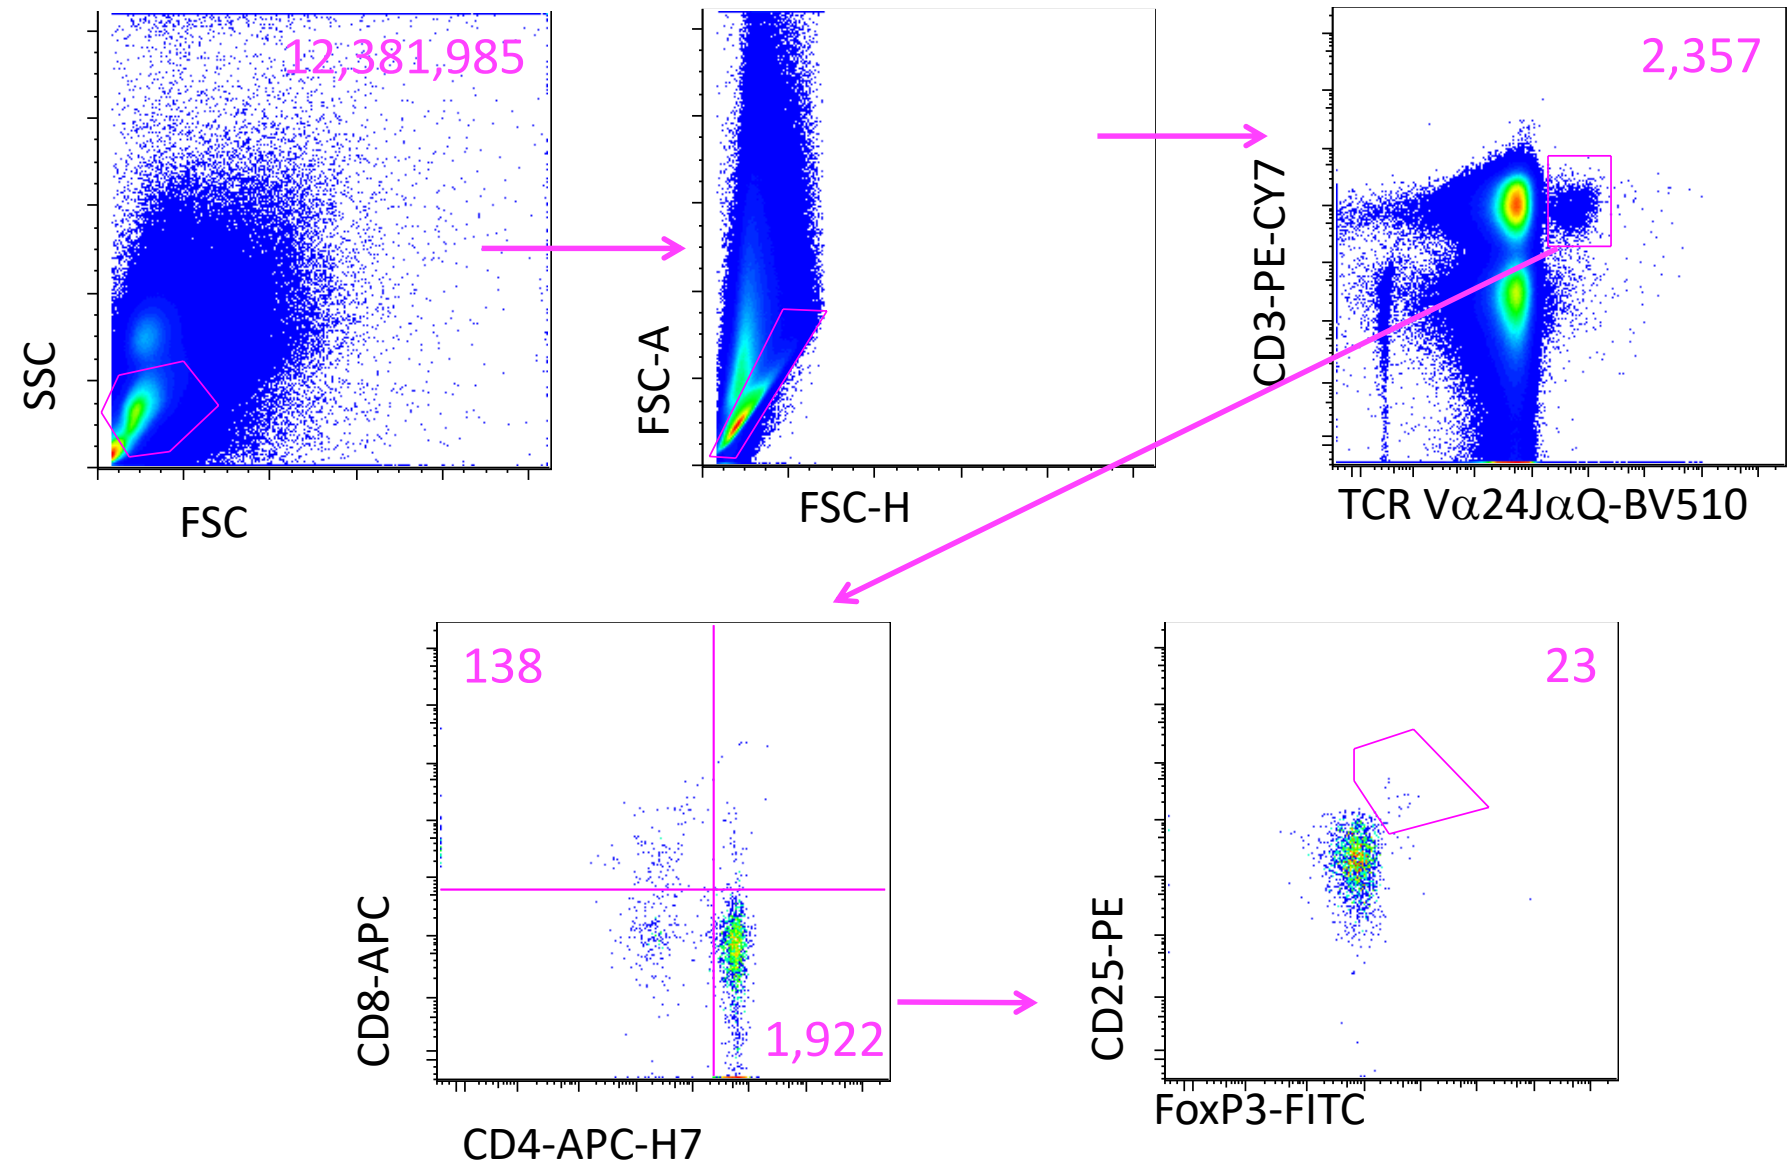 12,381,985
SSC
FSC
FSC-A
FSC-H
2,357
CD3-PE-CY7
TCR Vα24JαQ-BV510
138
1,922
CD8-APC
CD4-APC-H7
23
CD25-PE
FoxP3-FITC